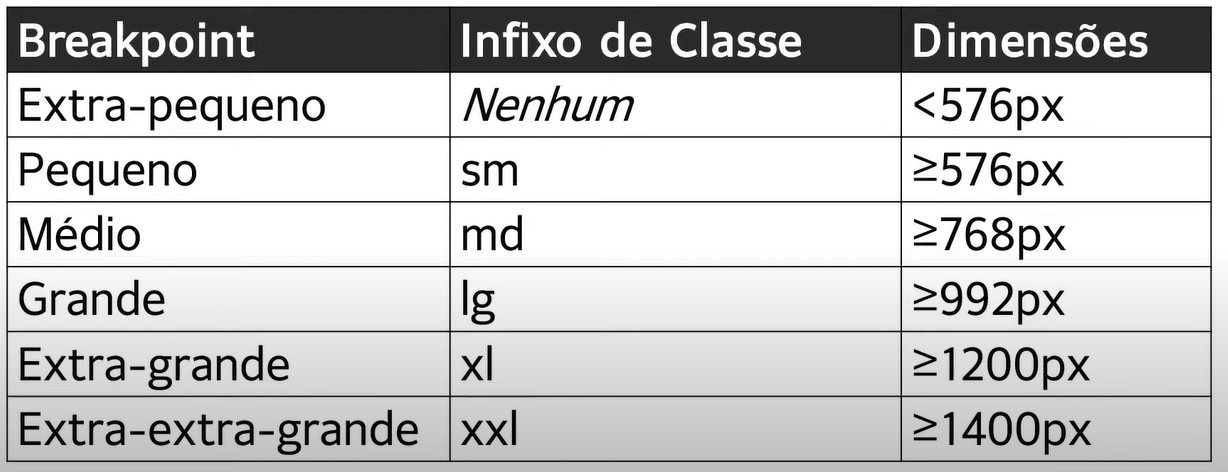 Breakpoint Infixo de Classe Dimensões
Extra-pequeno Nenhum <576px
Pequeno sm ≥576px
Médio md ≥768px
Grande lg ≥992px
Extra-grande xl ≥1200px
Extra-extra-grande xxl ≥1400px